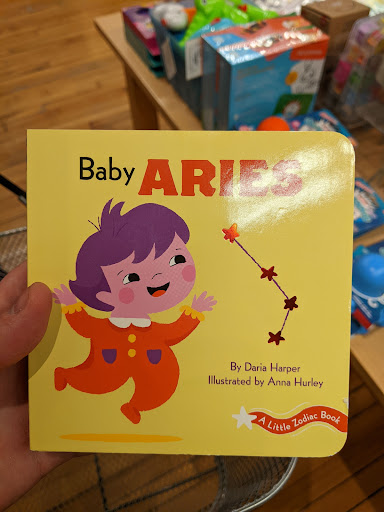 Baby ARIES
By Daria Harper
Illustrated by Anna Hurley
A Little Zodiac Book